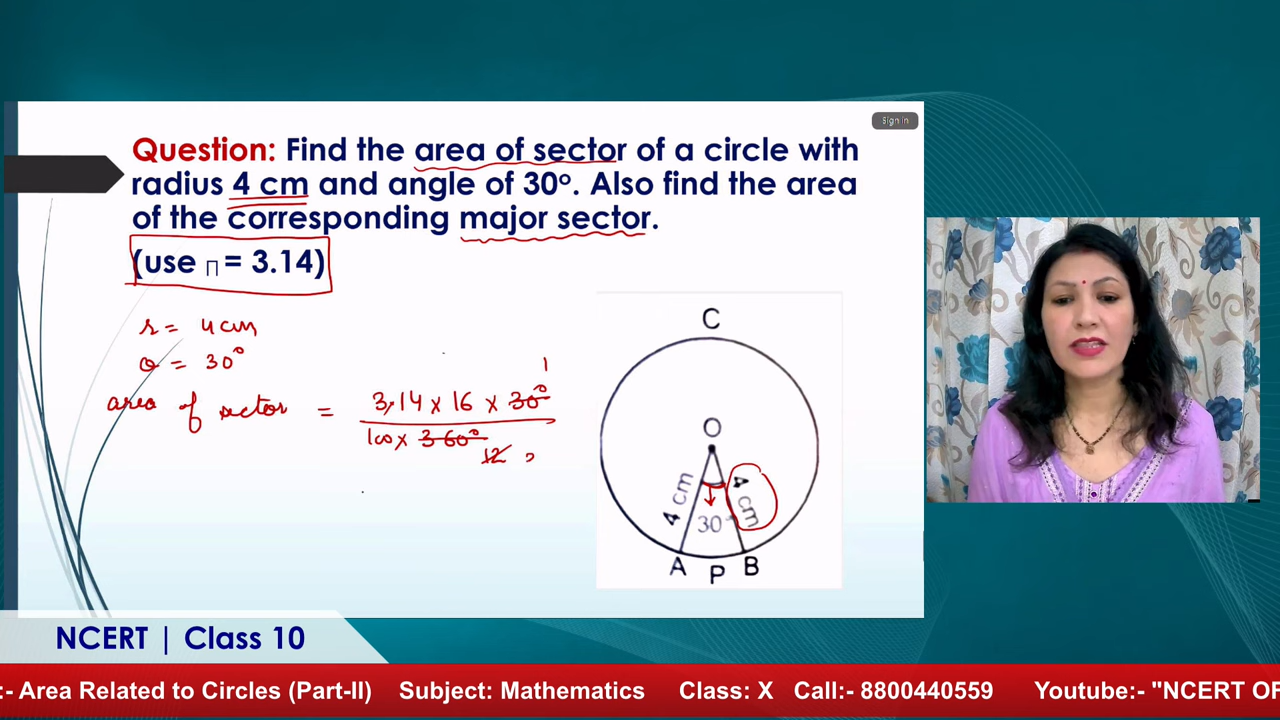 Sign in
Question: Find the area of sector of a circle with
radius 4 cm and angle of 30°. Also find the area
of the corresponding major sector.
(use π = 3.14)
r = 4cm
θ = 30°
area of sector = 3.14 x 16 x 30° 1
100 x 360°
12
C
O
4 cm
4 cm
30
A P B
NCERT | Class 10
:- Area Related to Circles (Part-II) Subject: Mathematics Class: X Call:- 8800440559 Youtube:- "NCERT OF